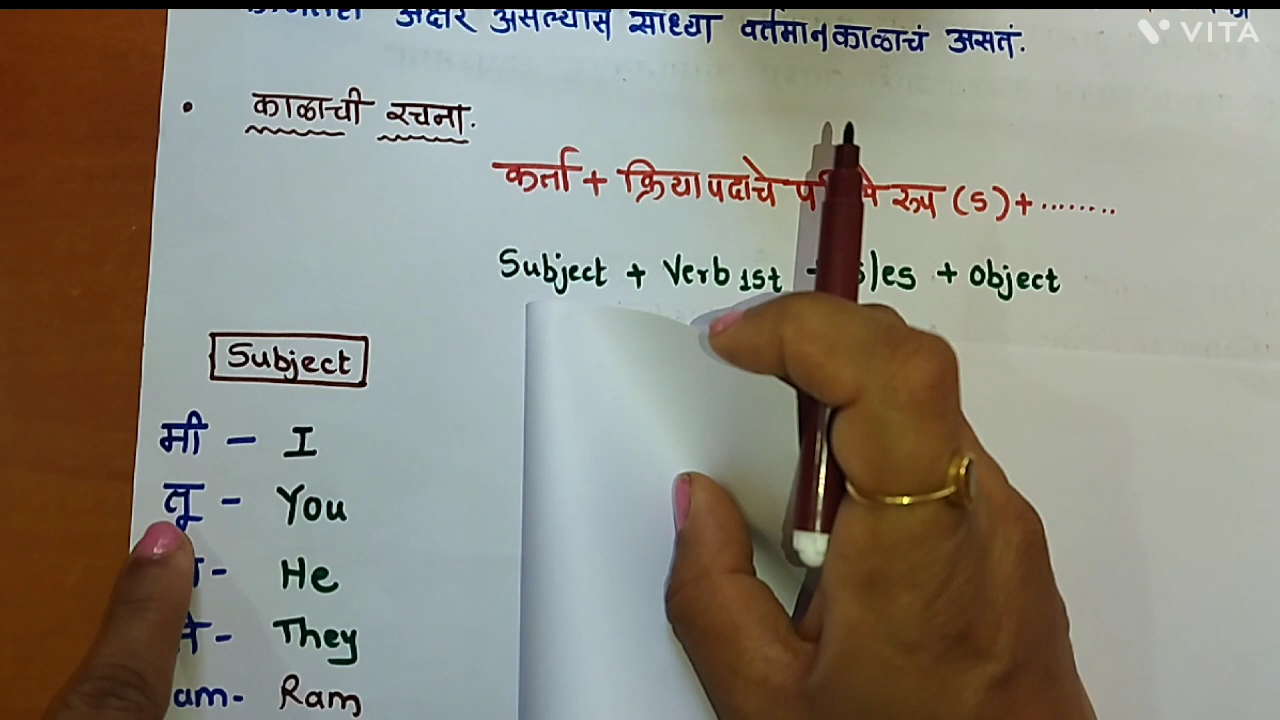 अक्षर असल्यास साध्या वर्तमानकाळाचं असतं.
VITA
• काळाची रचना.
कर्ता + क्रियापदाचे रूप (s) + ........
Subject + Verb 1st + s/es + Object
Subject
मी - I
तू - You
- He
- They
am- Ram